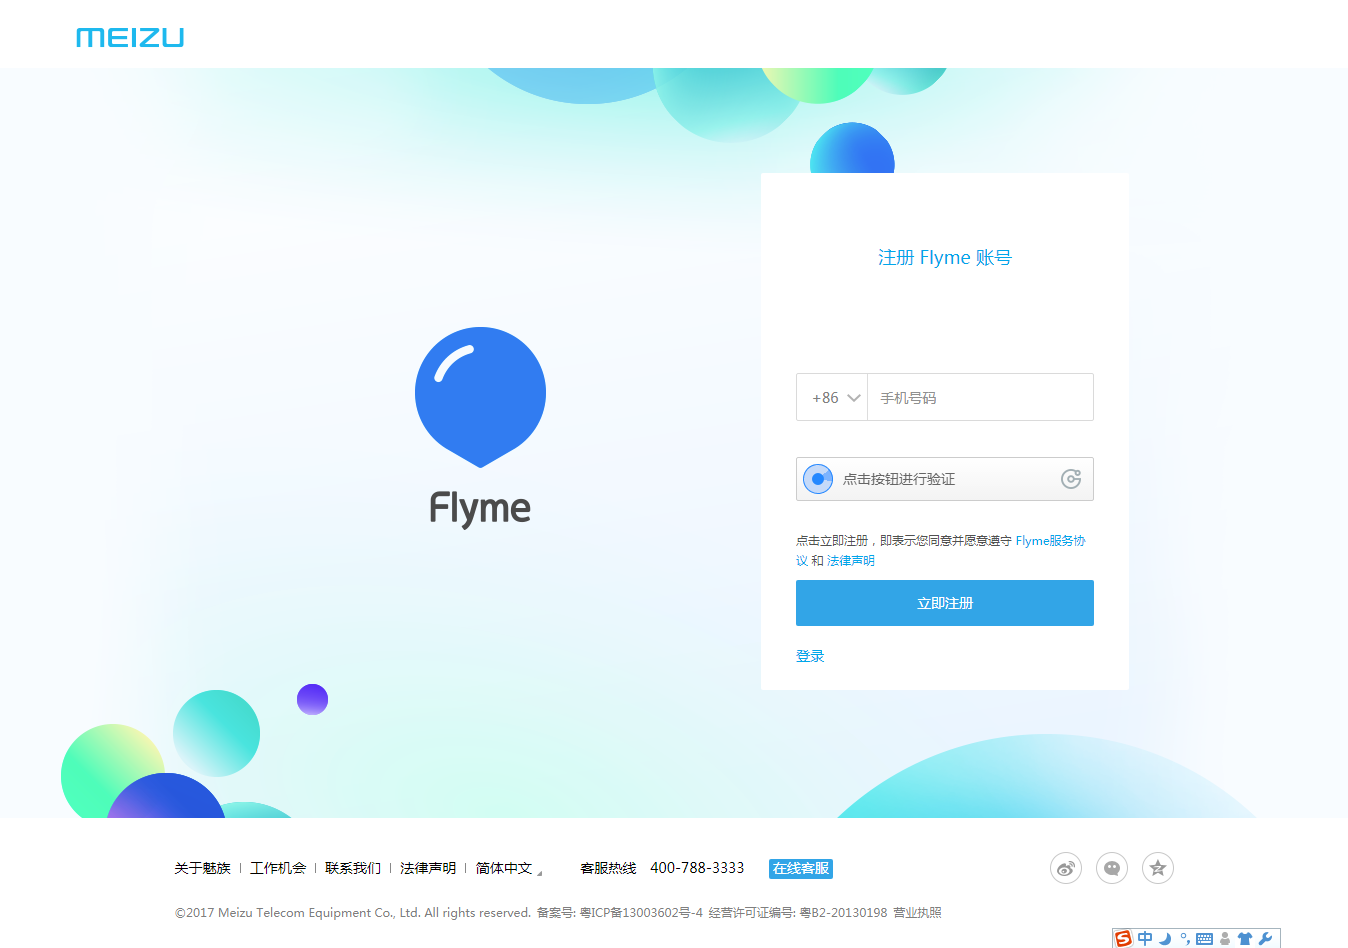 MEIZU
注册 Flyme 账号
Flyme
+86 手机号码
点击按钮进行验证
点击立即注册，即表示您同意并愿意遵守 Flyme服务协
议 和 法律声明
立即注册
登录
关于魅族 | 工作机会 | 联系我们 | 法律声明 | 简体中文 客服热线 400-788-3333 在线客服
©2017 Meizu Telecom Equipment Co., Ltd. All rights reserved. 备案号: 粤ICP备13003602号-4 经营许可证编号: 粤B2-20130198 营业执照
S 中